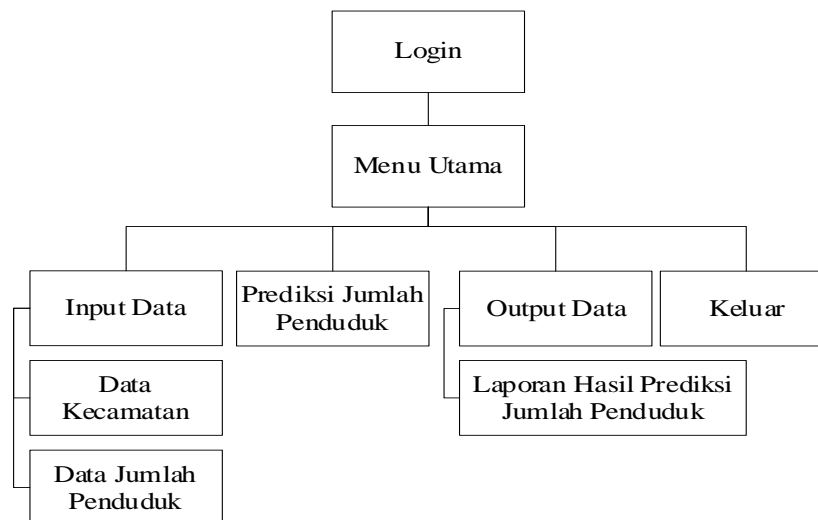 Login
Menu Utama
Input Data
Prediksi Jumlah
Penduduk
Output Data
Keluar
Data
Kecamatan
Laporan Hasil Prediksi
Jumlah Penduduk
Data Jumlah
Penduduk